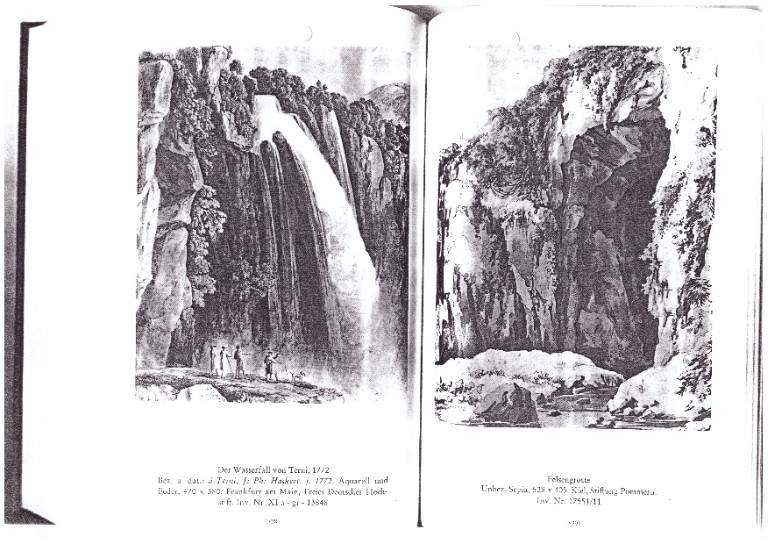 Der Wasserfall von Terni, 1772
Bez. u. dat.: à Terni, J: Ph: Hackert, f. 1772. Aquarell und
Feder, 470 x 380. Frankfurt am Main, Freies Deutsches Hoch-
stift. Inv. Nr. XI a - gr - 13848
Felsengrotte
Unbez. Sepia, 528 x 405. Kiel, Stiftung Pommern.
Inv. Nr. 17551/11